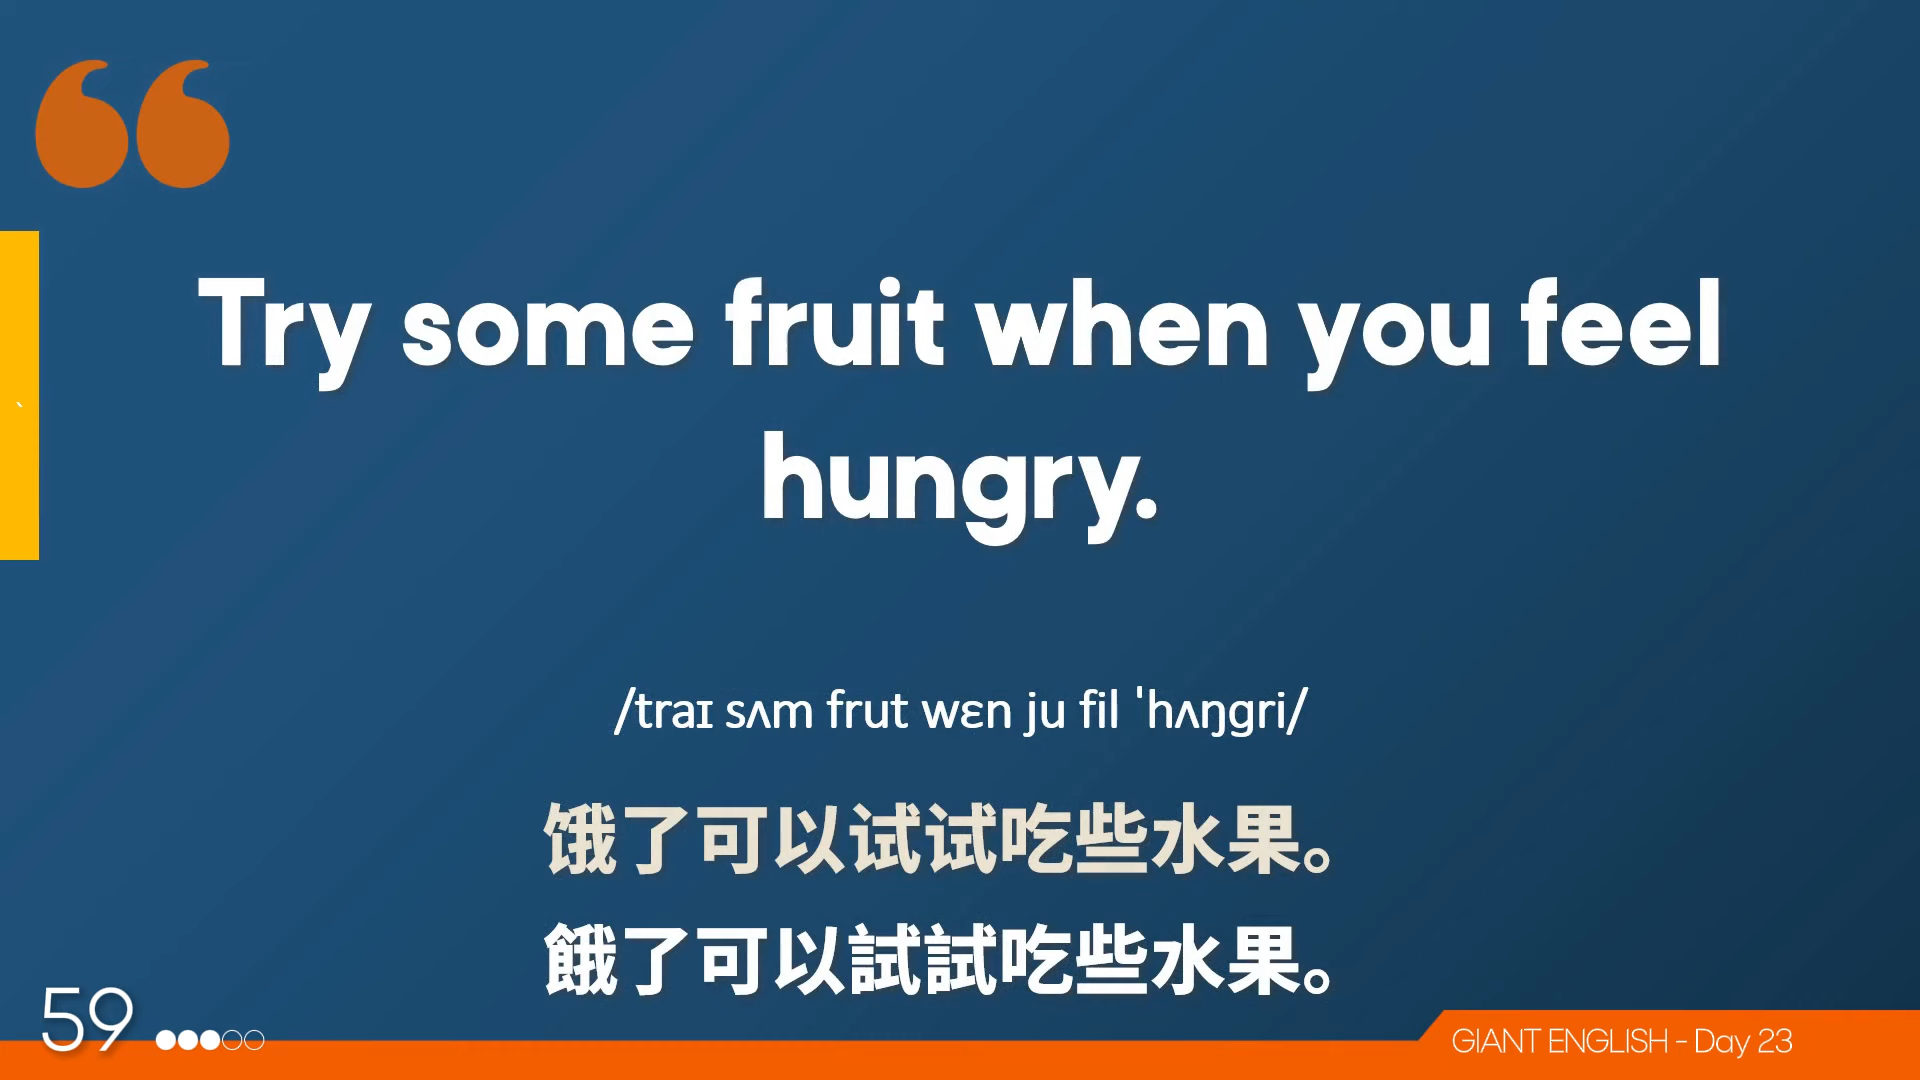 Try some fruit when you feel
hungry.
/traɪ sʌm frut wɛn ju fil ˈhʌŋgri/
饿了可以试试吃些水果。
餓了可以試試吃些水果。
59
GIANT ENGLISH - Day 23